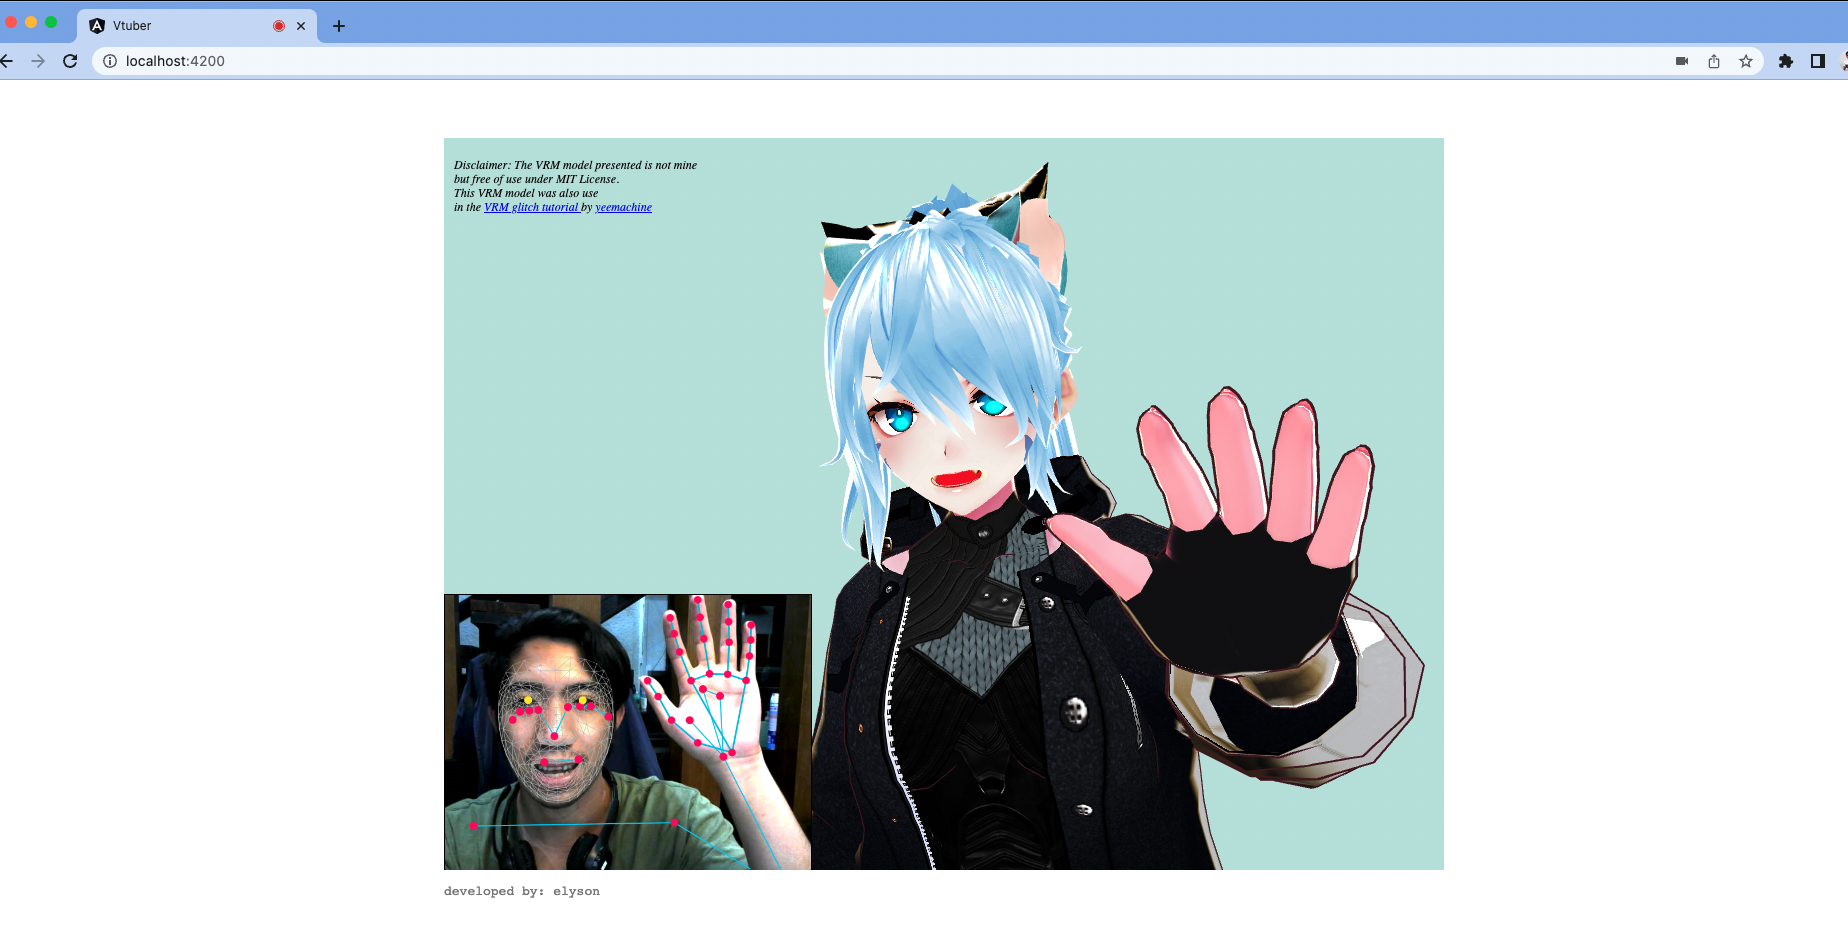 Vtuber
localhost:4200
Disclaimer: The VRM model presented is not mine
but free of use under MIT License.
This VRM model was also use
in the VRM glitch tutorial by yeemachine
developed by: elyson